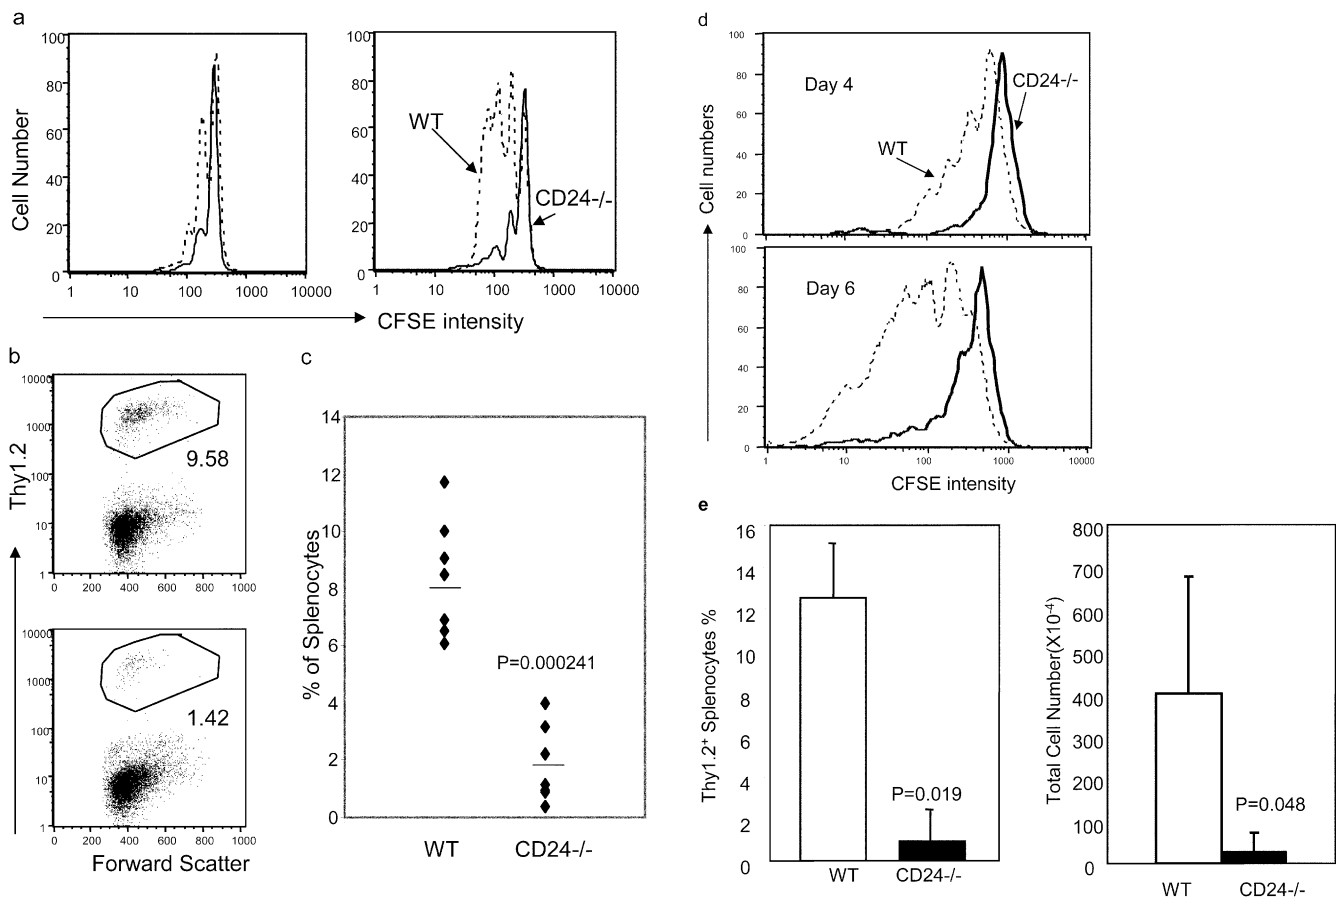 a
100
80
60
40
20
0
Cell Number
1 10 100 1000 10000
100
80
60
40
20
0
WT
CD24-/-
1 10 100 1000 10000
CFSE intensity
b
Thy1.2
10000
1000
100
10
1
9.58
0 200 400 600 800 1000
10000
1000
100
10
1
1.42
0 200 400 600 800 1000
Forward Scatter
c
% of Splenocytes
14
12
10
8
6
4
2
0
P=0.000241
WT CD24-/-
d
Cell numbers
100
80
60
40
20
0
Day 4
WT
CD24-/-
100
80
60
40
20
0
Day 6
1 10 100 1000 10000
CFSE intensity
e
Thy1.2+ Splenocytes %
16
14
12
10
8
6
4
2
0
P=0.019
WT CD24-/-
Total Cell Number(X10-4)
800
700
600
500
400
300
200
100
0
P=0.048
WT CD24-/-